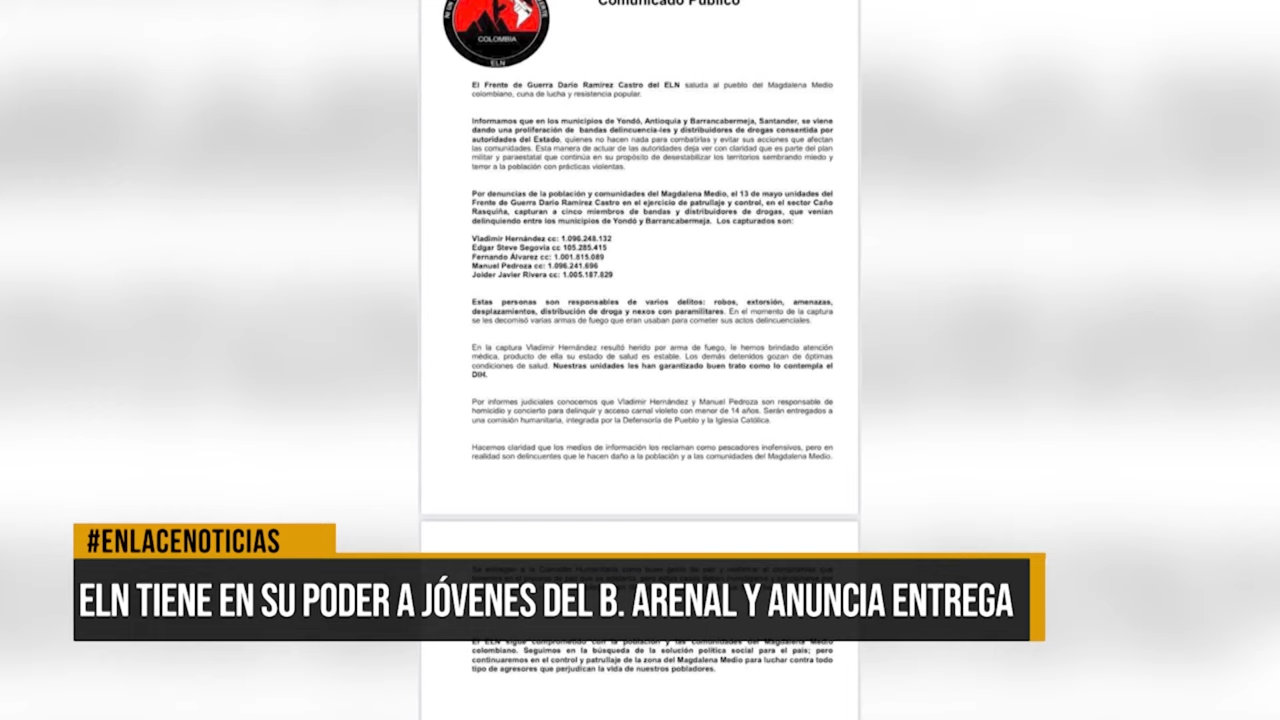 Comunicado Público
COLOMBIA
ELN
El Frente de Guerra Darío Ramírez Castro del ELN saluda al pueblo del Magdalena Medio
colombiano, cuna de lucha y resistencia popular.
Informamos que en los municipios de Yondó, Antioquia y Barrancabermeja, Santander, se viene
dando una proliferación de bandas delincuencia-les y distribuidores de drogas consentida por
autoridades del Estado, quienes no hacen nada para combatirlas y evitar sus acciones que afectan
las comunidades. Esta manera de actuar de las autoridades deja ver con claridad que es parte del plan
militar y paraestatal que continúa en su propósito de desestabilizar los territorios sembrando miedo y
terror a la población con prácticas violentas.
Por denuncias de la población y comunidades del Magdalena Medio, el 13 de mayo unidades del
Frente de Guerra Darío Ramírez Castro en el ejercicio de patrullaje y control, en el sector Caño
Rasquiña, capturan a cinco miembros de bandas y distribuidores de drogas, que venían
delinquiendo entre los municipios de Yondó y Barrancabermeja. Los capturados son:
Vladimir Hernández cc: 1.096.248.132
Edgar Steve Segovia cc 105.285.415
Fernando Álvarez cc: 1.001.815.089
Manuel Pedroza cc: 1.096.241.696
Joider Javier Rivera cc: 1.005.187.829
Estas personas son responsables de varios delitos: robos, extorsión, amenazas,
desplazamientos, distribución de droga y nexos con paramilitares. En el momento de la captura
se les decomisó varias armas de fuego que eran usaban para cometer sus actos delincuenciales.
En la captura Vladimir Hernández resultó herido por arma de fuego, le hemos brindado atención
médica, producto de ella su estado de salud es estable. Los demás detenidos gozan de óptimas
condiciones de salud. Nuestras unidades les han garantizado buen trato como lo contempla el
DIH.
Por informes judiciales conocemos que Vladimir Hernández y Manuel Pedroza son responsable de
homicidio y concierto para delinquir y acceso carnal violeto con menor de 14 años. Serán entregados a
una comisión humanitaria, integrada por la Defensoría de Pueblo y la Iglesia Católica.
Hacemos claridad que los medios de información los reclaman como pescadores inofensivos, pero en
realidad son delincuentes que le hacen daño a la población y a las comunidades del Magdalena Medio.
#ENLACENOTICIAS
ELN TIENE EN SU PODER A JÓVENES DEL B. ARENAL Y ANUNCIA ENTREGA
El ELN sigue comprometido con la población y las comunidades del Magdalena Medio
colombiano. Seguimos en la búsqueda de la solución política social para el país; pero
continuaremos en el control y patrullaje de la zona del Magdalena Medio para luchar contra todo
tipo de agresores que perjudican la vida de nuestros pobladores.